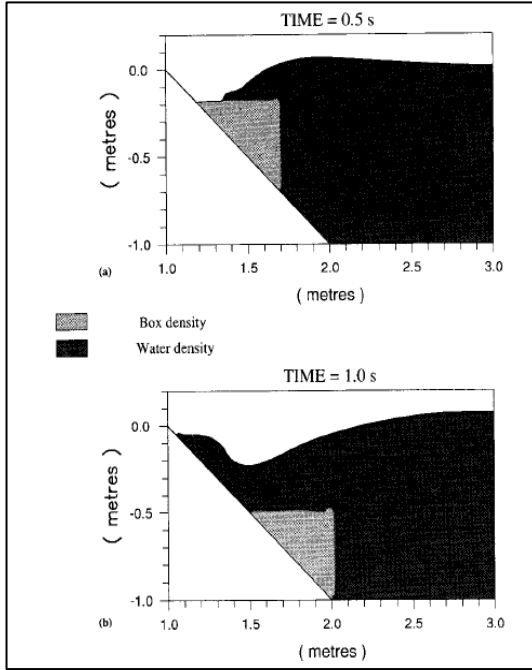 TIME = 0.5 s
0.0
-0.5
-1.0
( metres )
1.0 1.5 2.0 2.5 3.0
(a)
( metres )
Box density
Water density
TIME = 1.0 s
0.0
-0.5
-1.0
( metres )
1.0 1.5 2.0 2.5 3.0
(b)
( metres )